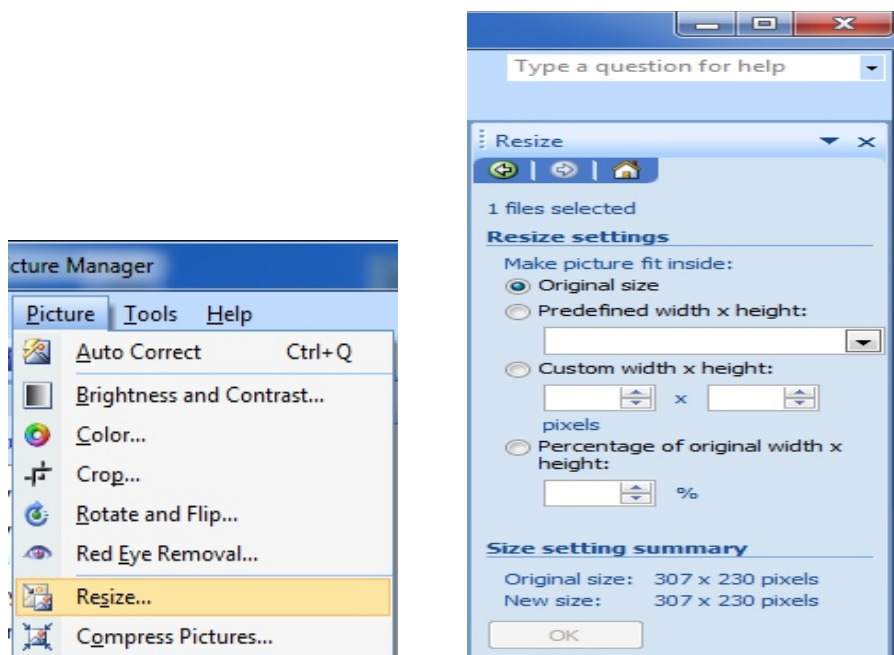 cture Manager
Picture Tools Help
Auto Correct Ctrl+Q
Brightness and Contrast...
Color...
Crop...
Rotate and Flip...
Red Eye Removal...
Resize...
Compress Pictures...
Type a question for help
Resize
1 files selected
Resize settings
Make picture fit inside:
Original size
Predefined width x height:
Custom width x height:
x
pixels
Percentage of original width x
height:
%
Size setting summary
Original size: 307 x 230 pixels
New size: 307 x 230 pixels
OK